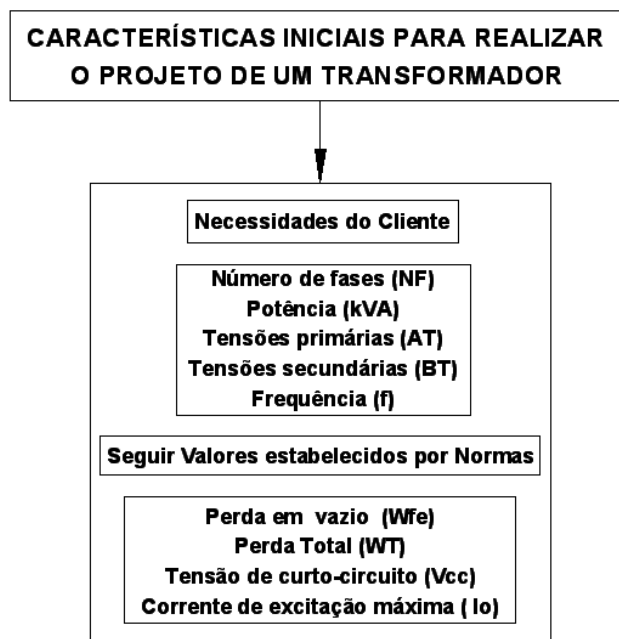 CARACTERÍSTICAS INICIAIS PARA REALIZAR
O PROJETO DE UM TRANSFORMADOR
Necessidades do Cliente
Número de fases (NF)
Potência (kVA)
Tensões primárias (AT)
Tensões secundárias (BT)
Frequência (f)
Seguir Valores estabelecidos por Normas
Perda em vazio (Wfe)
Perda Total (WT)
Tensão de curto-circuito (Vcc)
Corrente de excitação máxima ( Io)